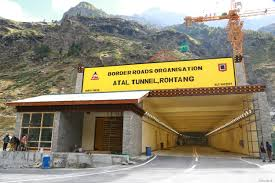 BORDER ROADS ORGANISATION
ATAL TUNNEL, ROHTANG